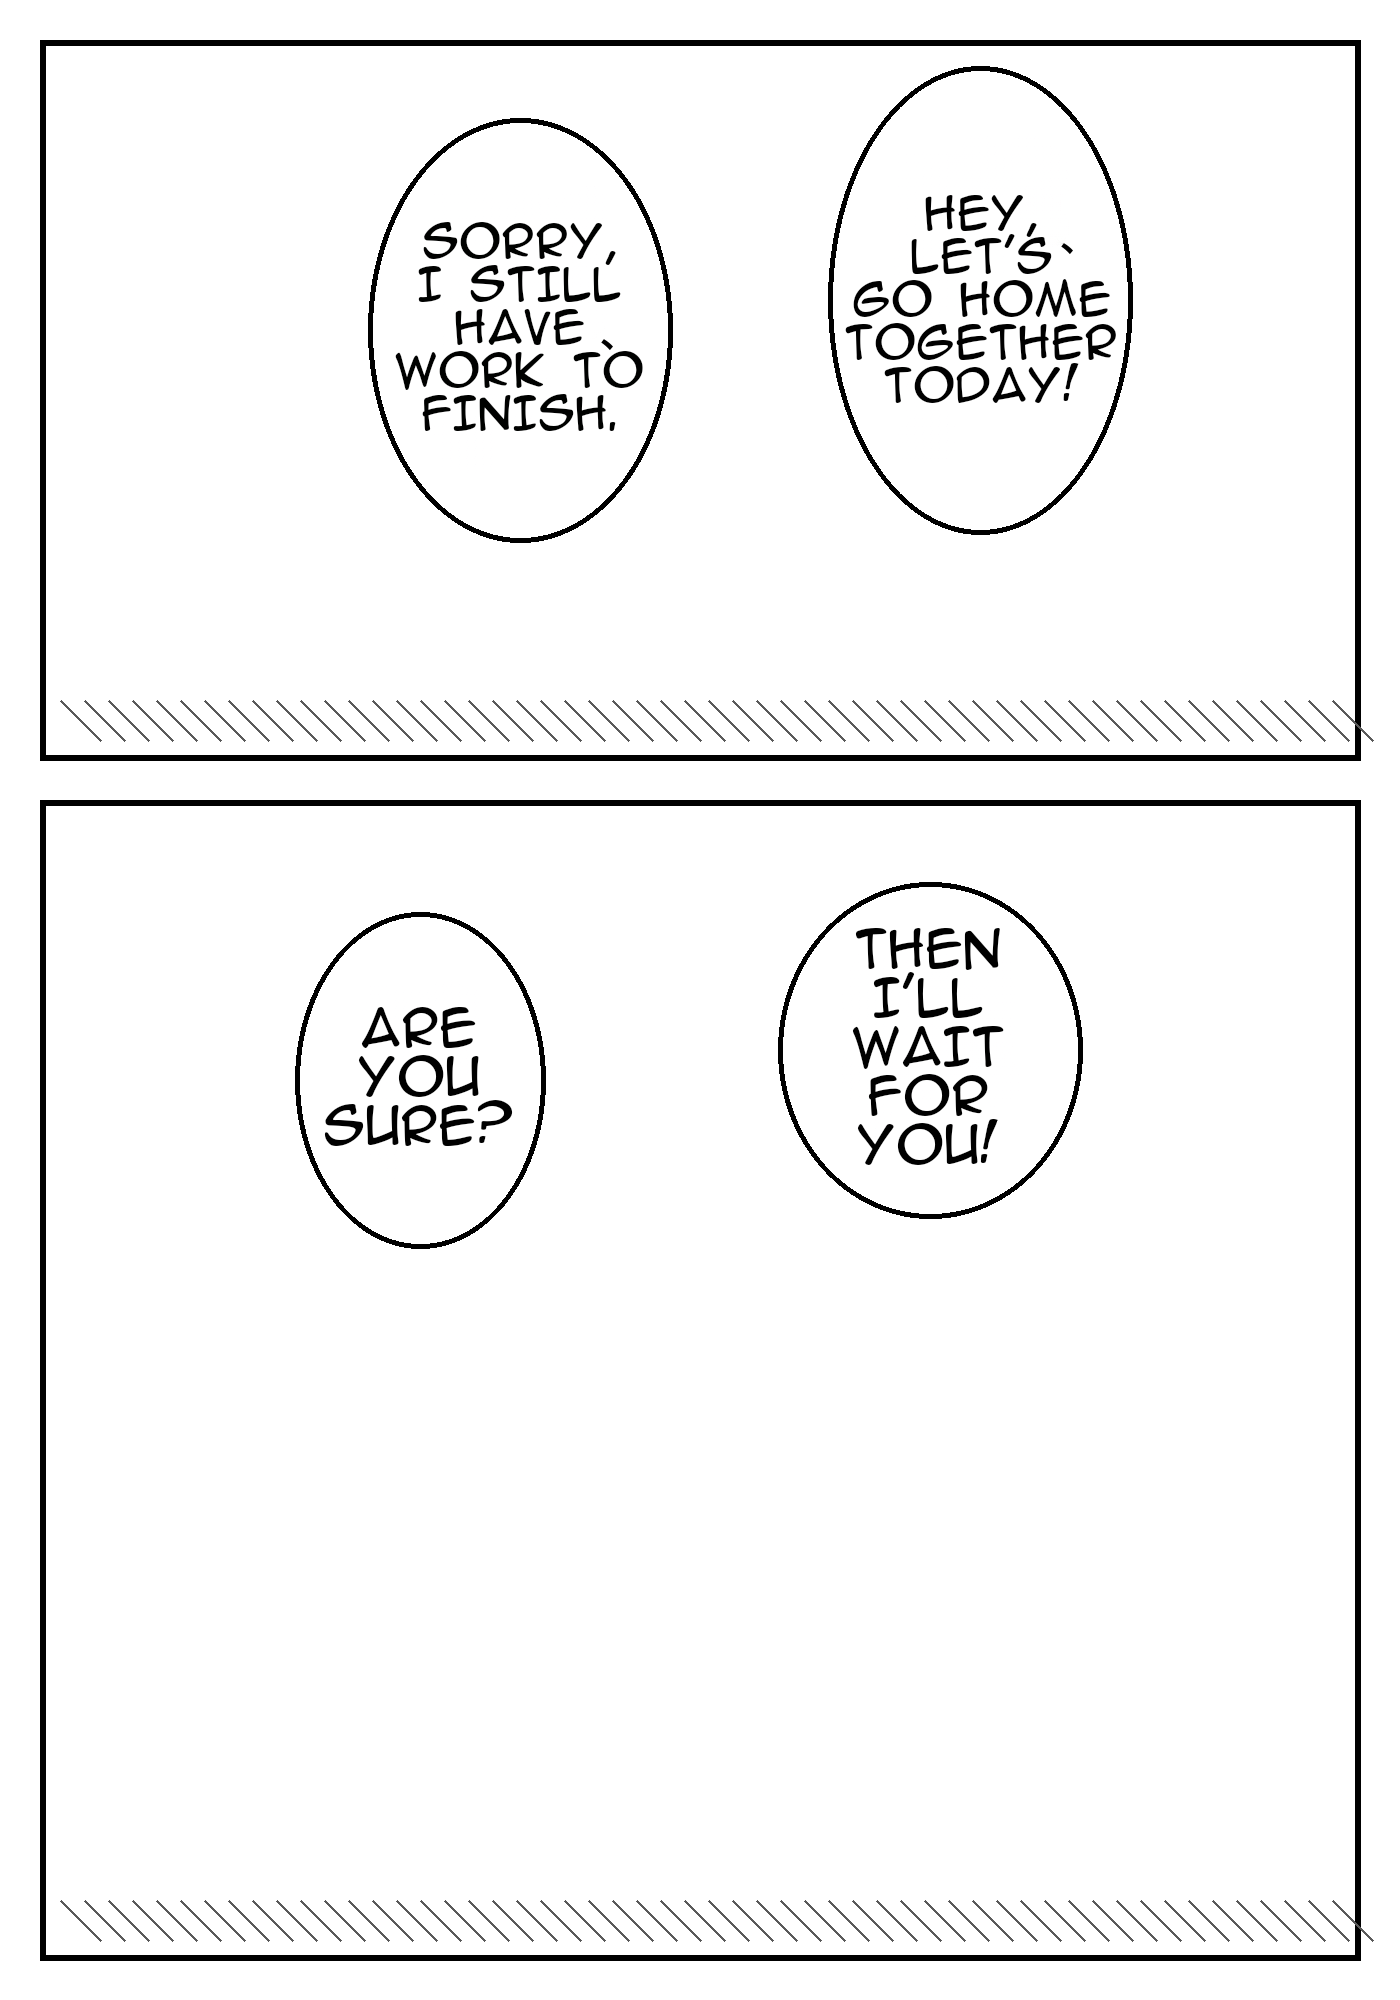 HEY,
LET'S
GO HOME
TOGETHER
TODAY!
SORRY,
I STILL
HAVE
WORK TO
FINISH.
THEN
I'LL
WAIT
FOR
YOU!
ARE
YOU
SURE?